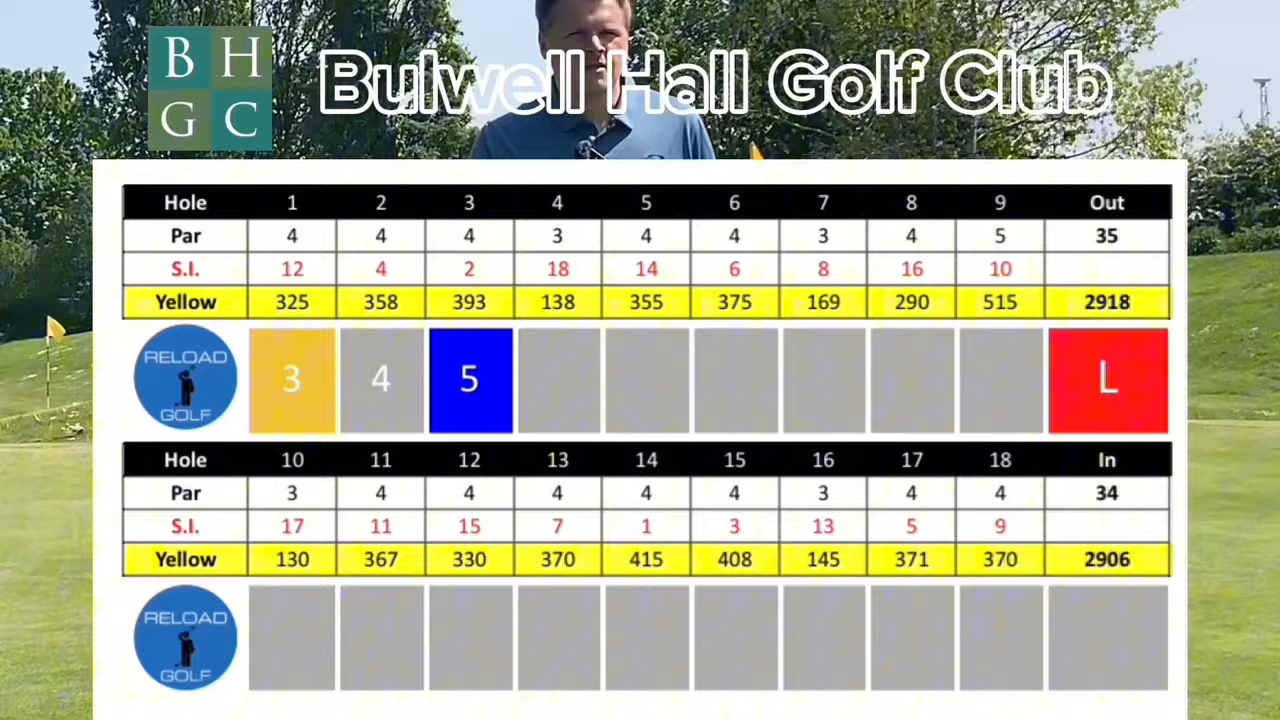 B H
G C
Bulwell Hall Golf Club
Hole 1 2 3 4 5 6 7 8 9 Out
Par 4 4 4 3 4 4 3 4 5 35
S.I. 12 4 2 18 14 6 8 16 10
Yellow 325 358 393 138 355 375 169 290 515 2918
RELOAD
GOLF
3 4 5 L
Hole 10 11 12 13 14 15 16 17 18 In
Par 3 4 4 4 4 4 3 4 4 34
S.I. 17 11 15 7 1 3 13 5 9
Yellow 130 367 330 370 415 408 145 371 370 2906
RELOAD
GOLF